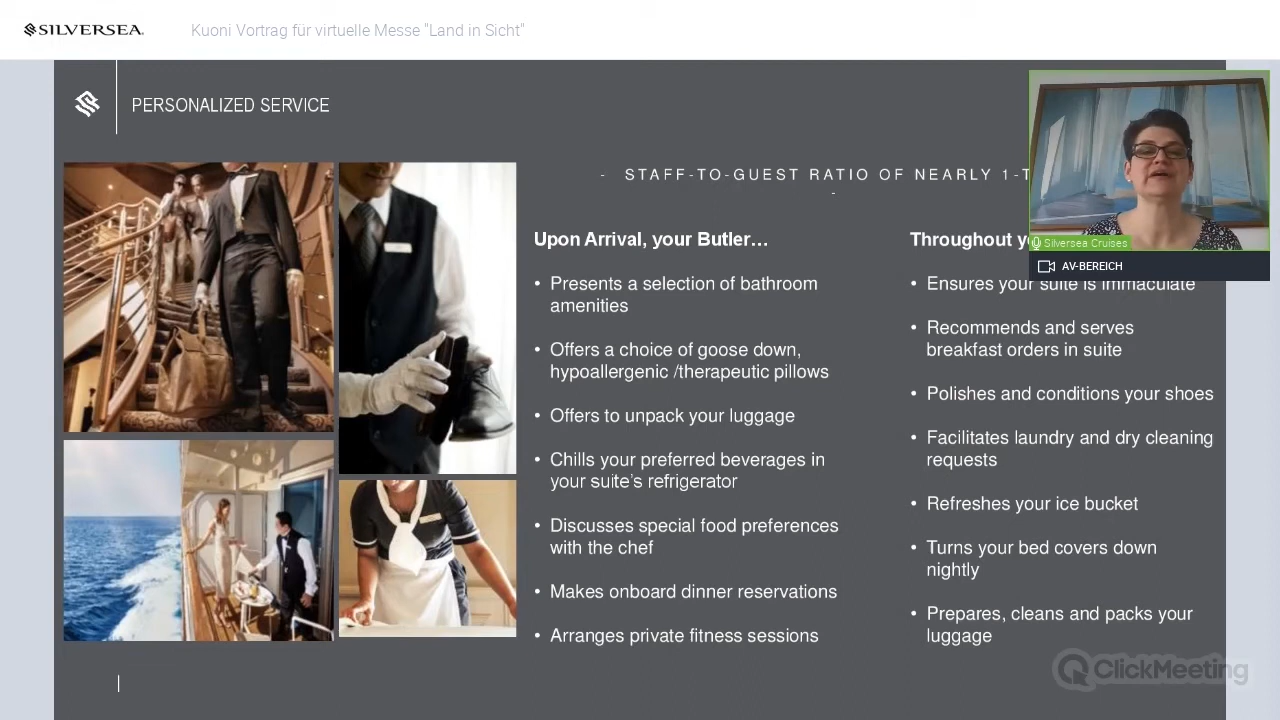 SILVERSEA
Kuoni Vortrag für virtuelle Messe "Land in Sicht"
PERSONALIZED SERVICE
- STAFF-TO-GUEST RATIO OF NEARLY 1-T
-
Upon Arrival, your Butler…
• Presents a selection of bathroom
amenities
• Offers a choice of goose down,
hypoallergenic /therapeutic pillows
• Offers to unpack your luggage
• Chills your preferred beverages in
your suite's refrigerator
• Discusses special food preferences
with the chef
• Makes onboard dinner reservations
• Arranges private fitness sessions
Throughout
• Ensures your suite is immaculate
• Recommends and serves
breakfast orders in suite
• Polishes and conditions your shoes
• Facilitates laundry and dry cleaning
requests
• Refreshes your ice bucket
• Turns your bed covers down
nightly
• Prepares, cleans and packs your
luggage
Silversea Cruises
AV-BEREICH
ClickMeeting